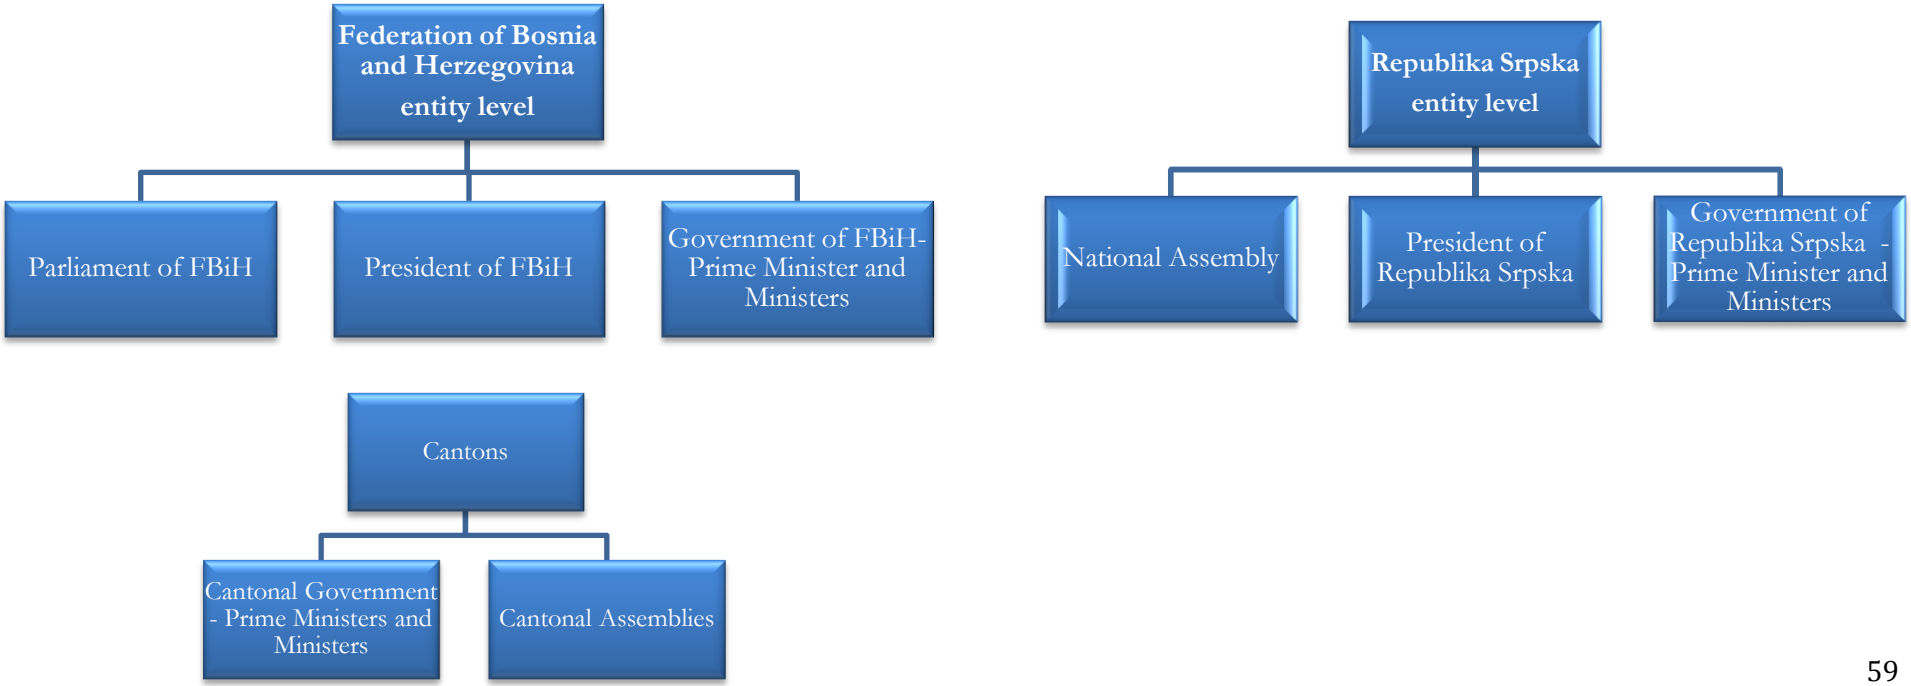 Federation of Bosnia
and Herzegovina
entity level
Parliament of FBiH
President of FBiH
Government of FBiH-
Prime Minister and
Ministers
Republika Srpska
entity level
National Assembly
President of
Republika Srpska
Government of
Republika Srpska -
Prime Minister and
Ministers
Cantons
Cantonal Government
- Prime Ministers and
Ministers
Cantonal Assemblies
59